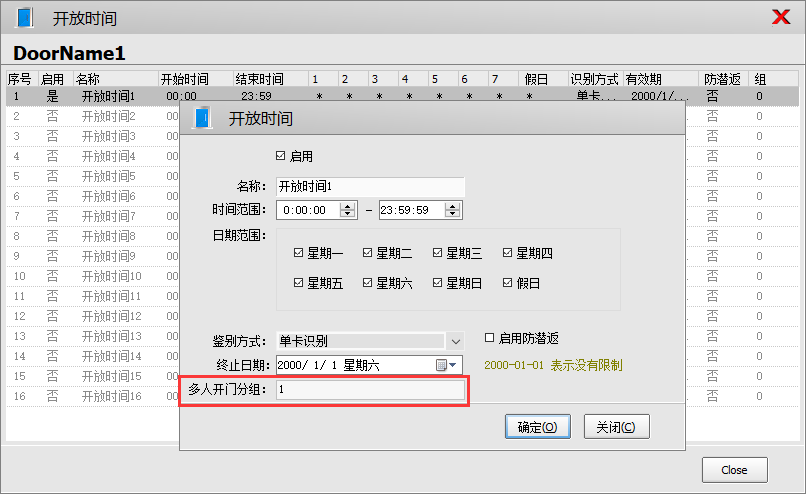 开放时间
DoorName1
序号 启用 名称 开始时间 结束时间 1 2 3 4 5 6 7 假日 识别方式 有效期 防潜返 组
1 是 开放时间1 00:00 23:59 * * * * * * * * 单卡... 2000/1/... 否 0
2 否 开放时间2 00 否 0
3 否 开放时间3 00 否 0
4 否 开放时间4 00 否 0
5 否 开放时间5 00 否 0
6 否 开放时间6 00 否 0
7 否 开放时间7 00 否 0
8 否 开放时间8 00 否 0
9 否 开放时间9 00 否 0
10 否 开放时间10 00 否 0
11 否 开放时间11 00 否 0
12 否 开放时间12 00 否 0
13 否 开放时间13 00 否 0
14 否 开放时间14 00 否 0
15 否 开放时间15 00 否 0
16 否 开放时间16 00 否 0
开放时间
启用
名称: 开放时间1
时间范围: 0:00:00 - 23:59:59
日期范围:
星期一 星期二 星期三 星期四
星期五 星期六 星期日 假日
鉴别方式: 单卡识别 启用防潜返
终止日期: 2000/ 1/ 1 星期六 2000-01-01 表示没有限制
多人开门分组: 1
确定(O) 关闭(C)
Close